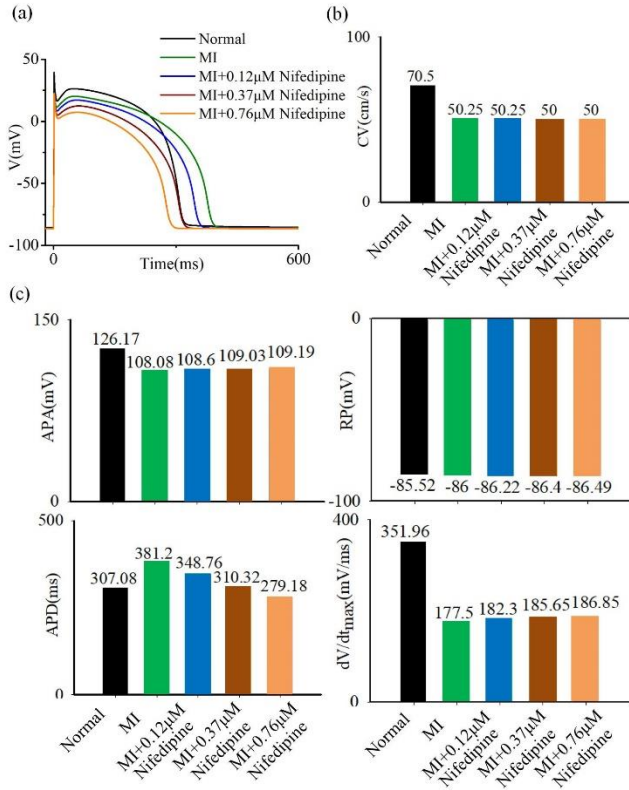 (a)
50
0
-50
-100
V(mV)
0
300
600
Time(ms)
Normal
MI
MI+0.12μM Nifedipine
MI+0.37μM Nifedipine
MI+0.76μM Nifedipine
(b)
100
0
CV(cm/s)
70.5
50.25
50.25
50
50
Normal
MI
MI+0.12μM
Nifedipine
MI+0.37μM
Nifedipine
MI+0.76μM
Nifedipine
(c)
150
0
APA(mV)
126.17
108.08
108.6
109.03
109.19
0
-100
RP(mV)
-85.52
-86
-86.22
-86.4
-86.49
500
0
APD(ms)
307.08
381.2
348.76
310.32
279.18
Normal
MI
MI+0.12μM
Nifedipine
MI+0.37μM
Nifedipine
MI+0.76μM
Nifedipine
400
0
dV/dtmax(mV/ms)
351.96
177.5
182.3
185.65
186.85
Normal
MI
MI+0.12μM
Nifedipine
MI+0.37μM
Nifedipine
MI+0.76μM
Nifedipine